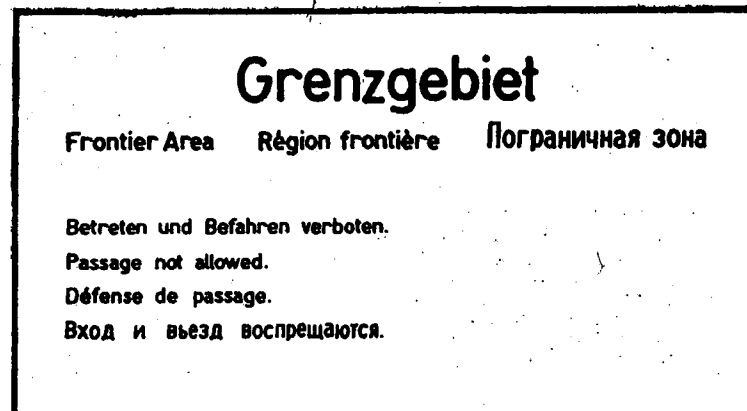 Grenzgebiet
Frontier Area Région frontière Пограничная зона
Betreten und Befahren verboten.
Passage not allowed.
Défense de passage.
Вход и вьезд воспрещаются.